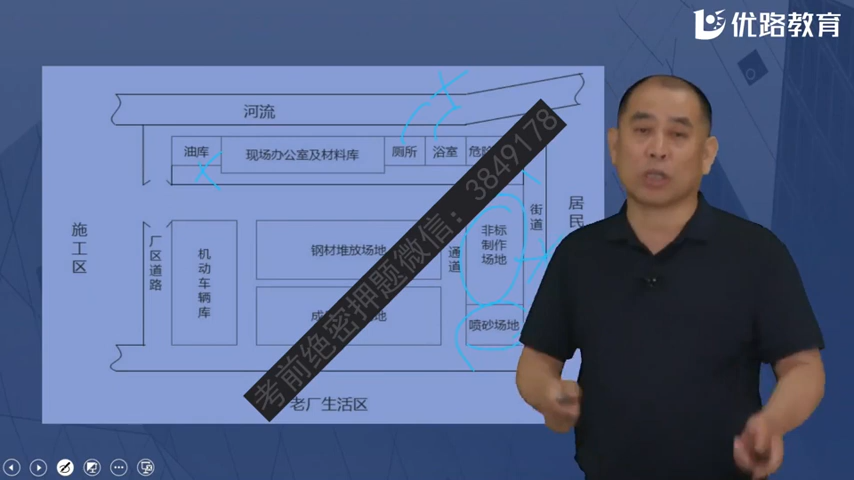 优路教育
河流
油库
现场办公室及材料库
厕所
浴室
危险
居民
街道
施工区
厂区道路
机动车辆库
钢材堆放场地
通道
非标制作场地
成
地
喷砂场地
老厂生活区
考前绝密押题微信：3849178